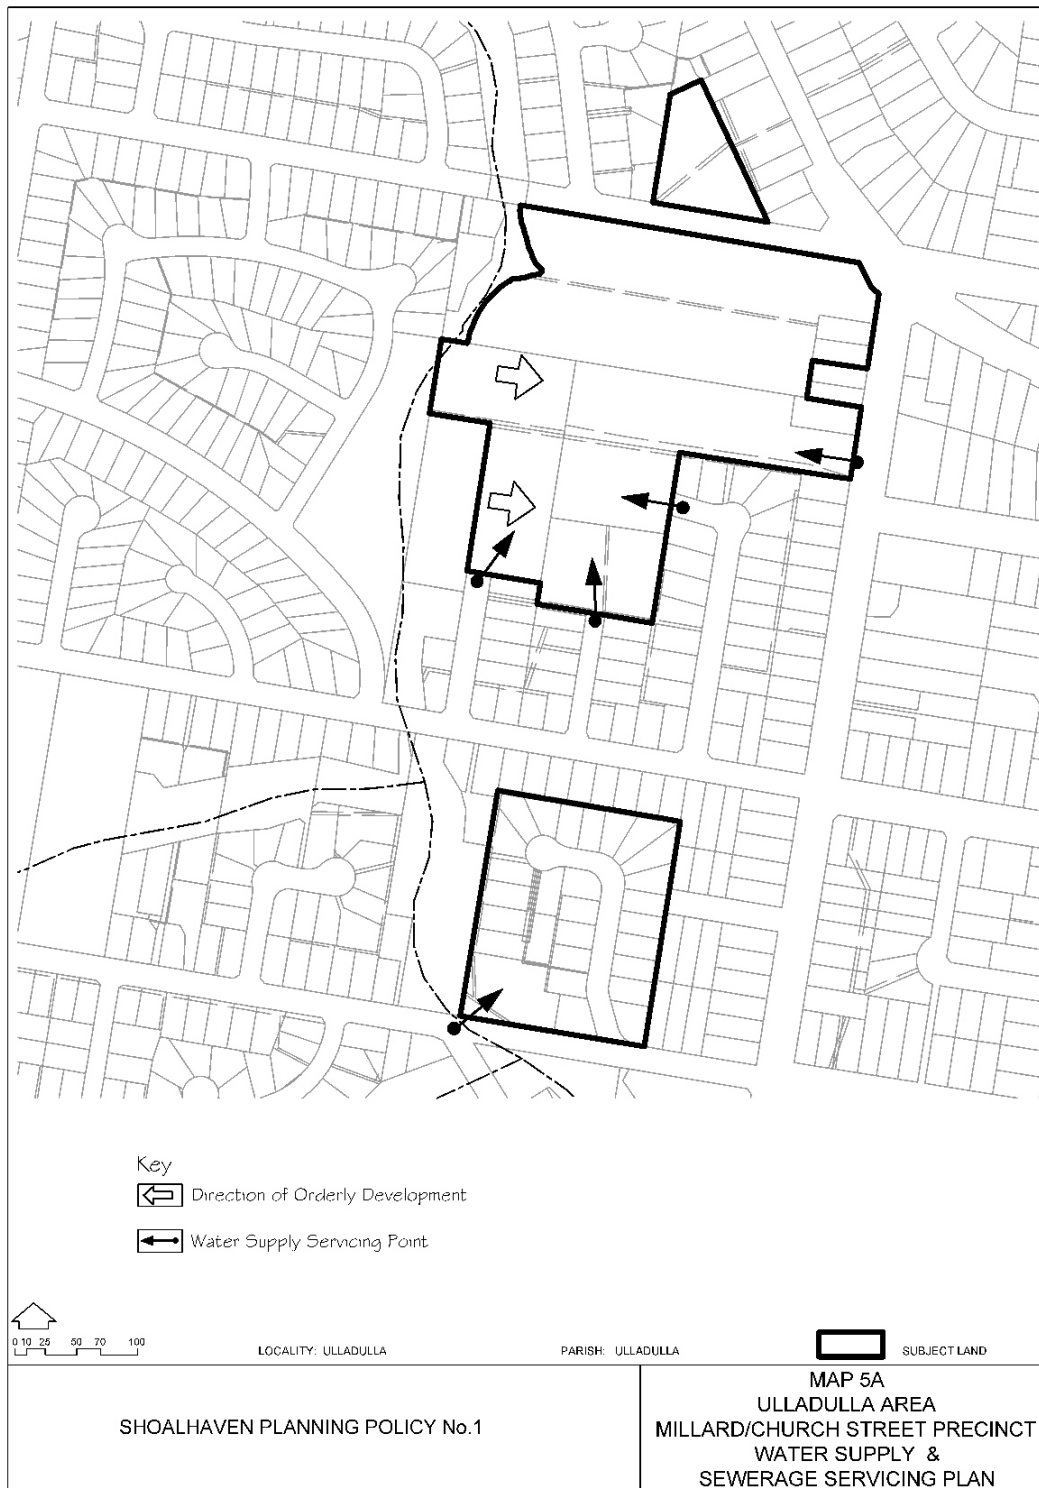 Key
Direction of Orderly Development
Water Supply Servicing Point
0 10 25 50 70 100
LOCALITY: ULLADULLA
PARISH: ULLADULLA
SUBJECT LAND
SHOALHAVEN PLANNING POLICY No.1
MAP 5A
ULLADULLA AREA
MILLARD/CHURCH STREET PRECINCT
WATER SUPPLY &
SEWERAGE SERVICING PLAN